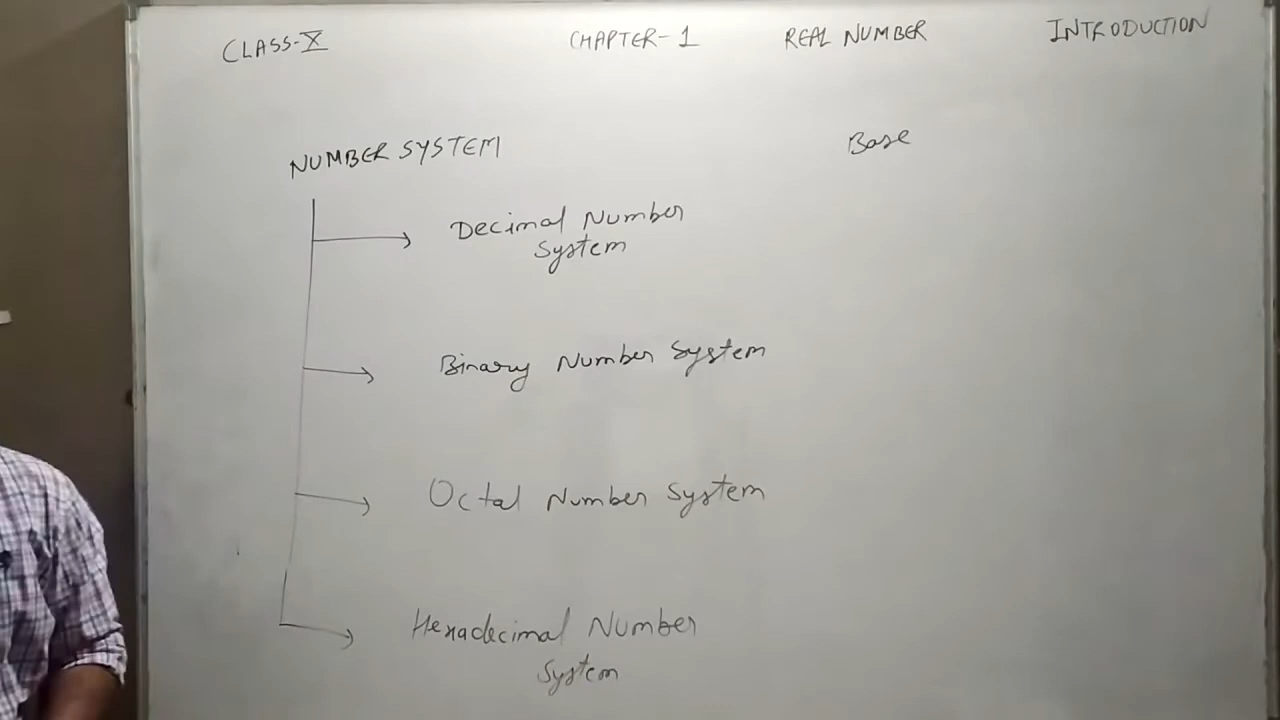 CLASS-X CHAPTER-1 REAL NUMBER INTRODUCTION
NUMBER SYSTEM Base
Decimal Number
System
Binary Number System
Octal Number System
Hexadecimal Number
System